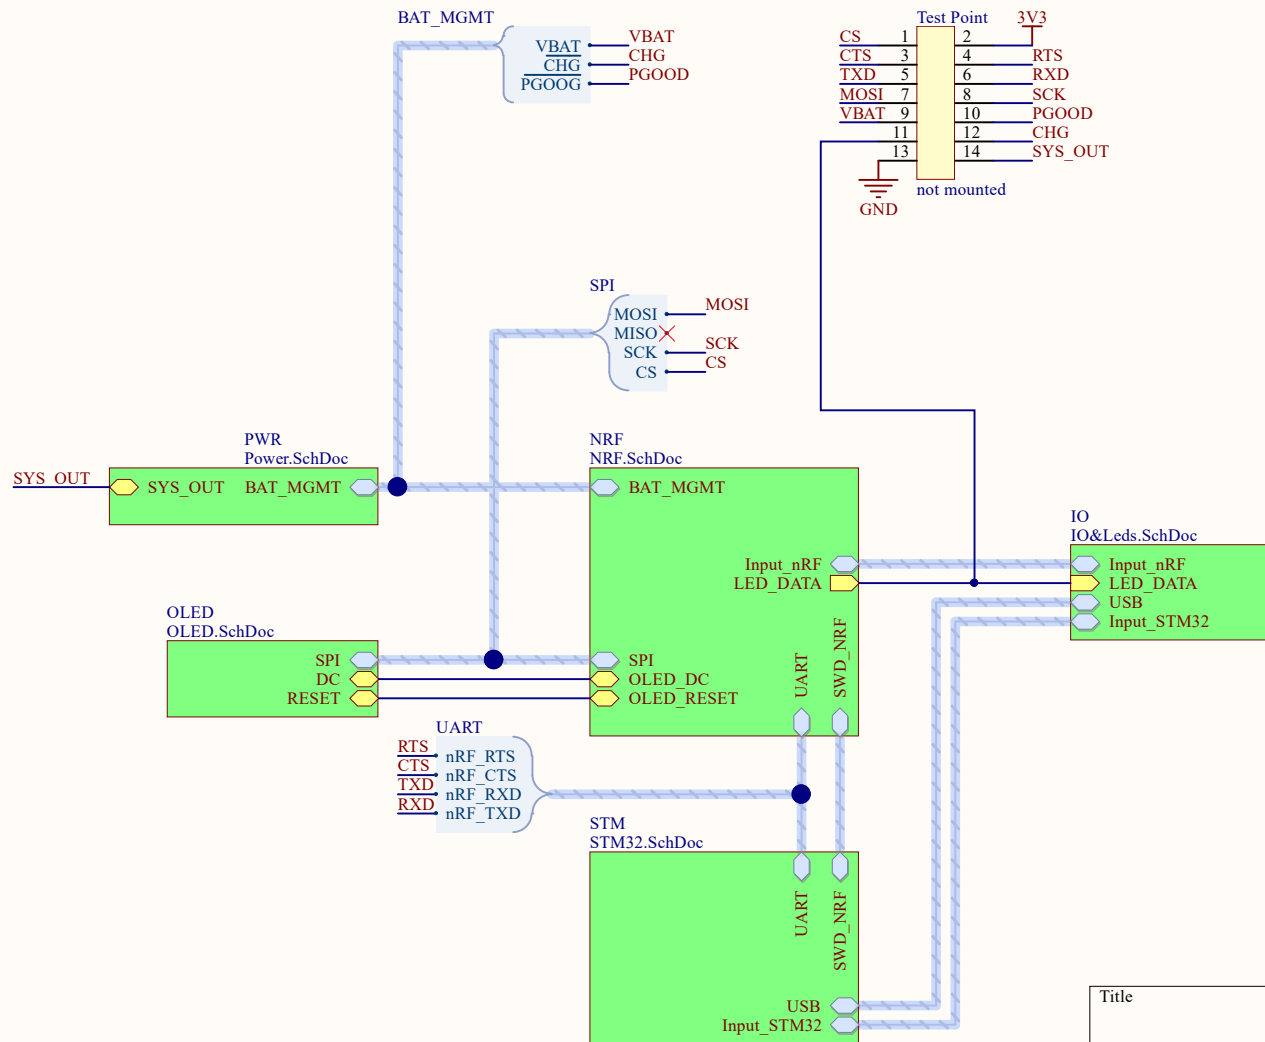 BAT_MGMT
VBAT VBAT
CHG CHG
PGOOG PGOOD
Test Point 3V3
CS 1 2
CTS 3 4 RTS
TXD 5 6 RXD
MOSI 7 8 SCK
VBAT 9 10 PGOOD
11 12 CHG
13 14 SYS_OUT
not mounted
GND
SPI
MOSI MOSI
MISO
SCK SCK
CS CS
PWR
Power.SchDoc
SYS_OUT SYS_OUT BAT_MGMT
NRF
NRF.SchDoc
BAT_MGMT
Input_nRF
LED_DATA
SPI
OLED_DC
OLED_RESET
UART
SWD_NRF
IO
IO&Leds.SchDoc
Input_nRF
LED_DATA
USB
Input_STM32
OLED
OLED.SchDoc
SPI
DC
RESET
UART
RTS nRF_RTS
CTS nRF_CTS
TXD nRF_RXD
RXD nRF_TXD
STM
STM32.SchDoc
UART
SWD_NRF
USB
Input_STM32
Title